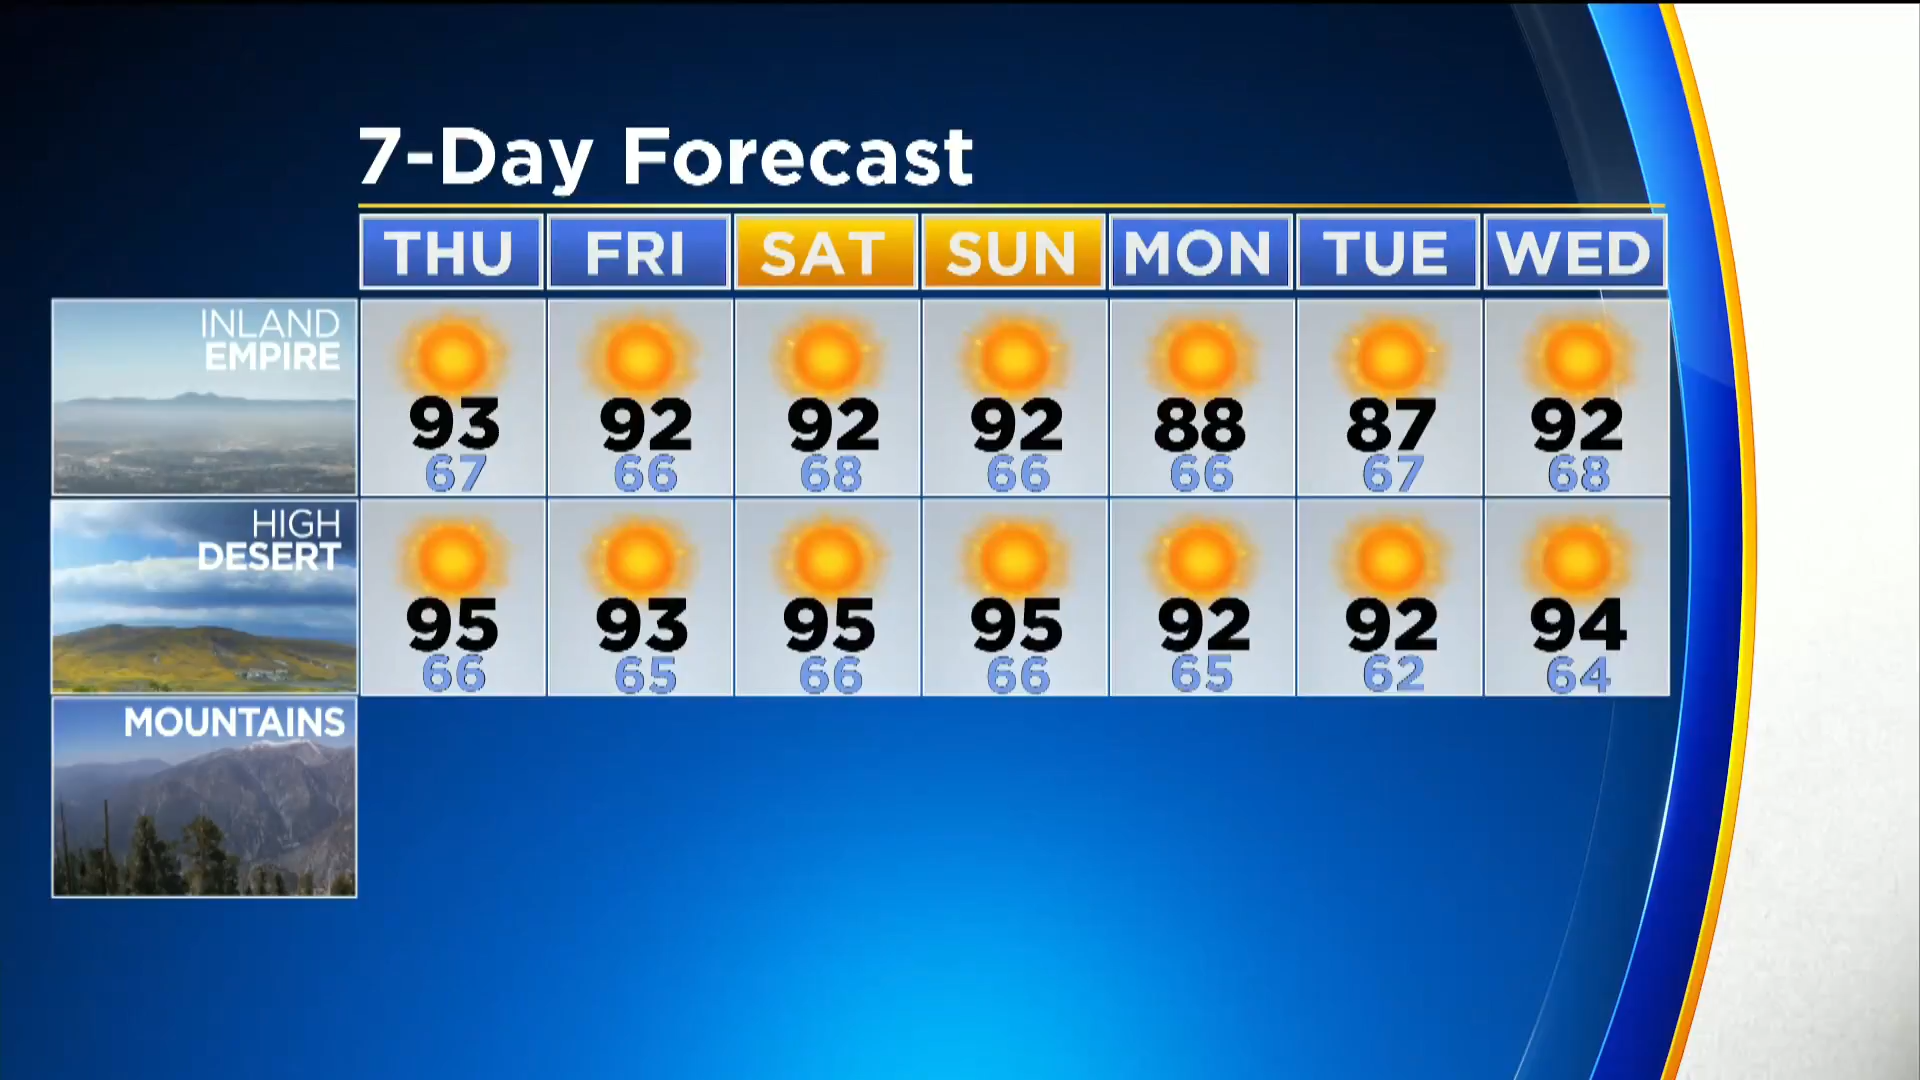 7-Day Forecast
THU FRI SAT SUN MON TUE WED
INLAND
EMPIRE
93 92 92 92 88 87 92
67 66 68 66 66 67 68
HIGH
DESERT
95 93 95 95 92 92 94
66 65 66 66 65 62 64
MOUNTAINS